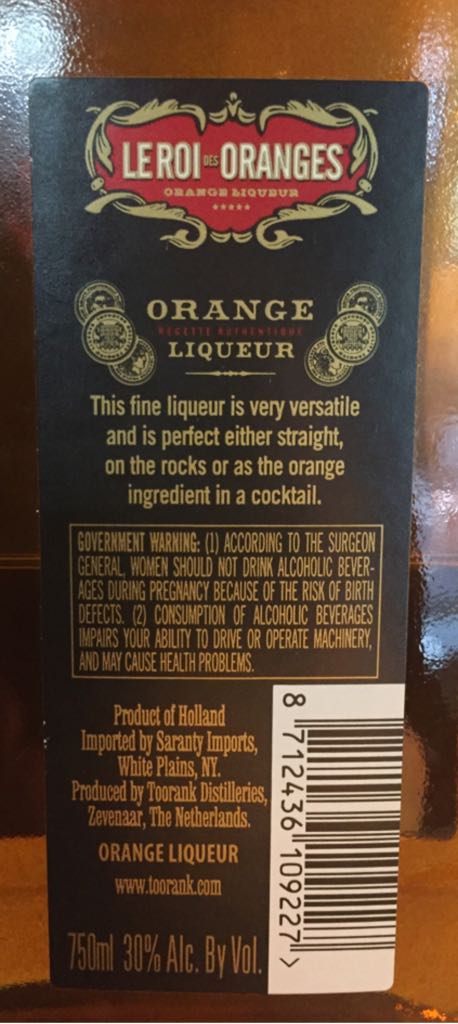 LE ROI DES ORANGES
ORANGE LIQUEUR
ORANGE
RECETTE AUTHENTIQUE
LIQUEUR
This fine liqueur is very versatile
and is perfect either straight,
on the rocks or as the orange
ingredient in a cocktail.
GOVERNMENT WARNING: (1) ACCORDING TO THE SURGEON
GENERAL, WOMEN SHOULD NOT DRINK ALCOHOLIC BEVER-
AGES DURING PREGNANCY BECAUSE OF THE RISK OF BIRTH
DEFECTS. (2) CONSUMPTION OF ALCOHOLIC BEVERAGES
IMPAIRS YOUR ABILITY TO DRIVE OR OPERATE MACHINERY,
AND MAY CAUSE HEALTH PROBLEMS.
Product of Holland
Imported by Saranty Imports,
White Plains, NY.
Produced by Toorank Distilleries,
Zevenaar, The Netherlands.
ORANGE LIQUEUR
www.toorank.com
750ml 30% Alc. By Vol.
8 712436 109227 >